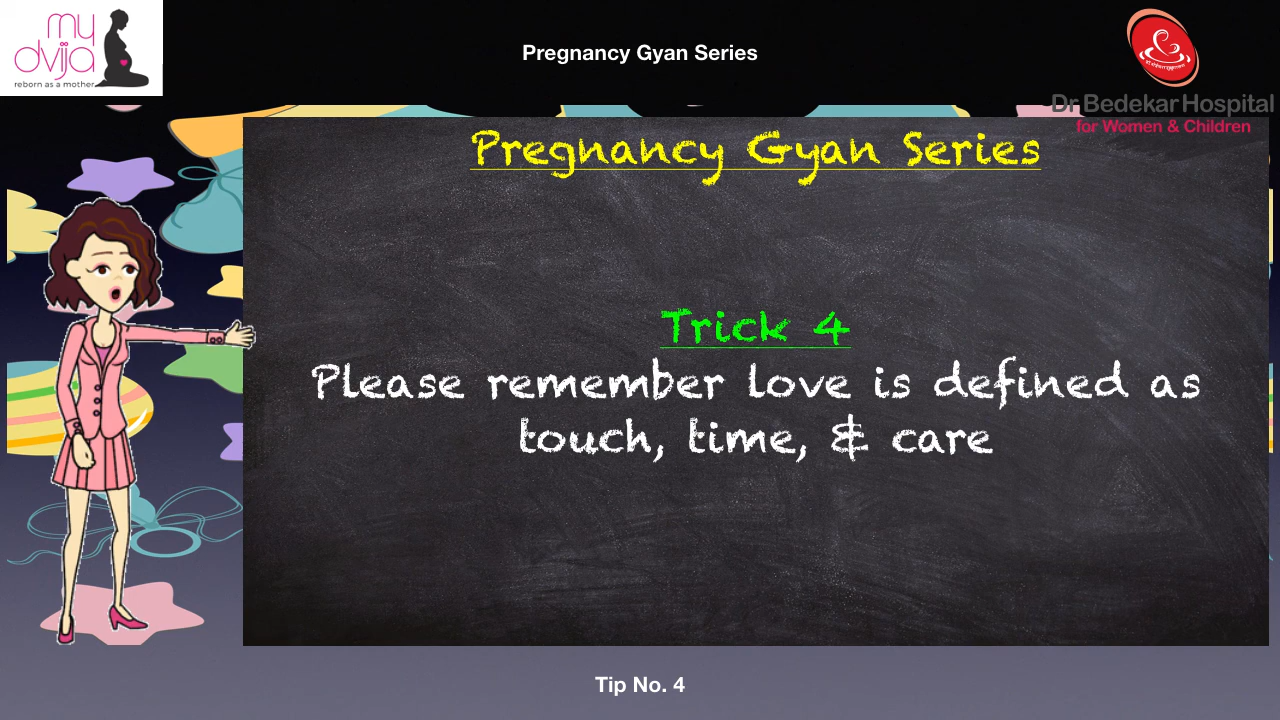 my
dvija
reborn as a mother
Pregnancy Gyan Series
Dr Bedekar Hospital
for Women & Children
Pregnancy Gyan Series
Trick 4
Please remember love is defined as
touch, time, & care
Tip No. 4